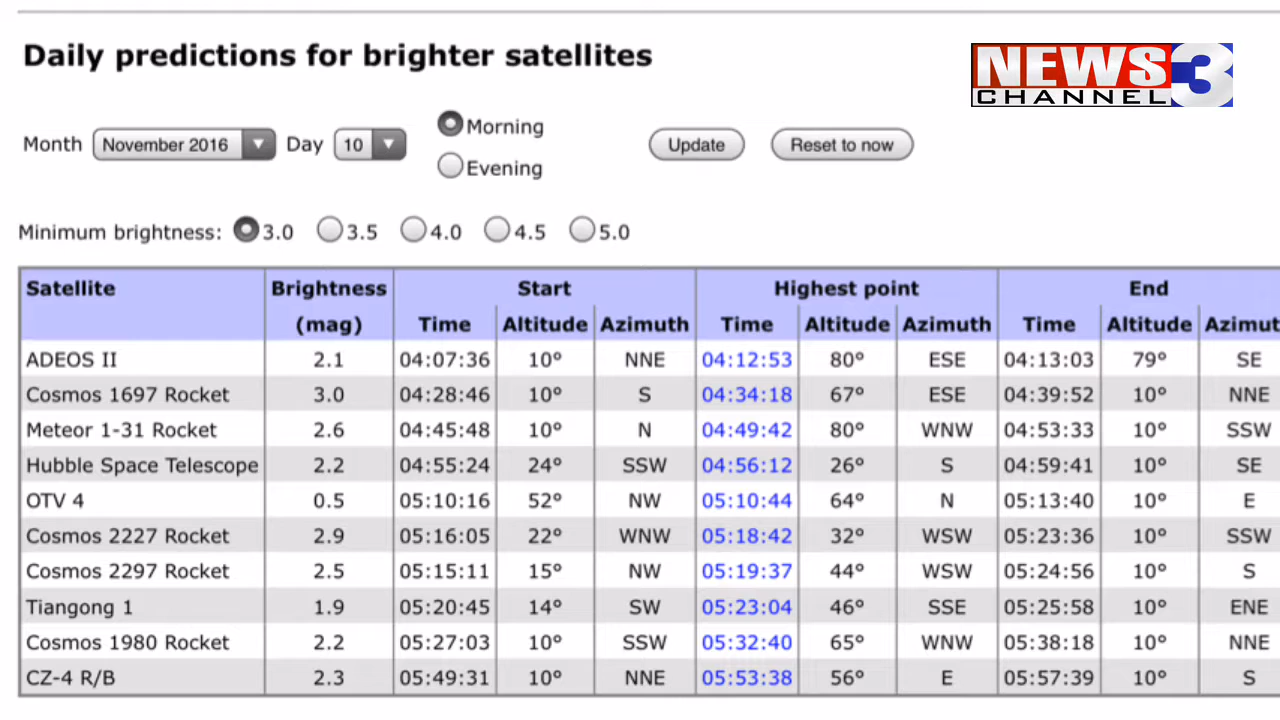 Daily predictions for brighter satellites
NEWS 3
CHANNEL
Month November 2016 Day 10 Morning Update Reset to now
Evening
Minimum brightness: 3.0 3.5 4.0 4.5 5.0
Satellite Brightness Start Highest point End
(mag) Time Altitude Azimuth Time Altitude Azimuth Time Altitude Azimut
ADEOS II 2.1 04:07:36 10° NNE 04:12:53 80° ESE 04:13:03 79° SE
Cosmos 1697 Rocket 3.0 04:28:46 10° S 04:34:18 67° ESE 04:39:52 10° NNE
Meteor 1-31 Rocket 2.6 04:45:48 10° N 04:49:42 80° WNW 04:53:33 10° SSW
Hubble Space Telescope 2.2 04:55:24 24° SSW 04:56:12 26° S 04:59:41 10° SE
OTV 4 0.5 05:10:16 52° NW 05:10:44 64° N 05:13:40 10° E
Cosmos 2227 Rocket 2.9 05:16:05 22° WNW 05:18:42 32° WSW 05:23:36 10° SSW
Cosmos 2297 Rocket 2.5 05:15:11 15° NW 05:19:37 44° WSW 05:24:56 10° S
Tiangong 1 1.9 05:20:45 14° SW 05:23:04 46° SSE 05:25:58 10° ENE
Cosmos 1980 Rocket 2.2 05:27:03 10° SSW 05:32:40 65° WNW 05:38:18 10° NNE
CZ-4 R/B 2.3 05:49:31 10° NNE 05:53:38 56° E 05:57:39 10° S